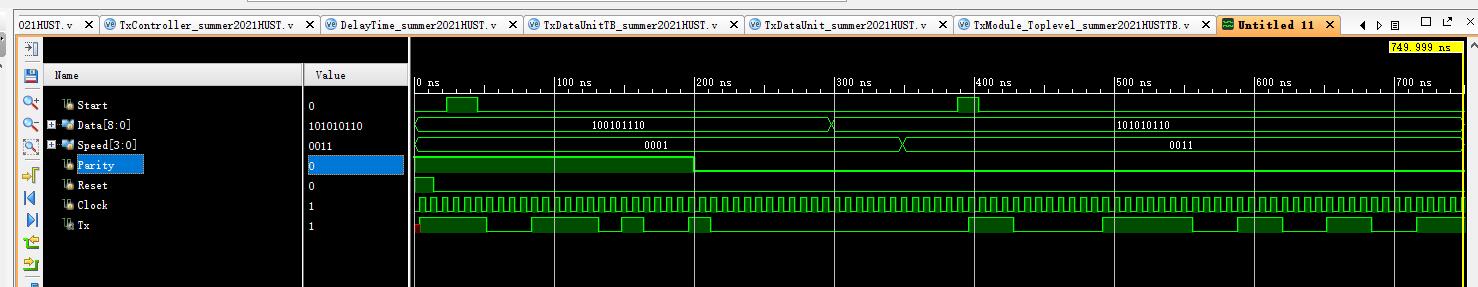 021HUST.v TxController_summer2021HUST.v DelayTime_summer2021HUST.v TxDataUnitTB_summer2021HUST.v TxDataUnit_summer2021HUST.v TxModule_Toplevel_summer2021HUSTTB.v Untitled 11
749.999 ns
Name Value 0 ns 100 ns 200 ns 300 ns 400 ns 500 ns 600 ns 700 ns
Start 0
Data[8:0] 101010110 100101110 101010110
Speed[3:0] 0011 0001 0011
Parity 0
Reset 0
Clock 1
Tx 1